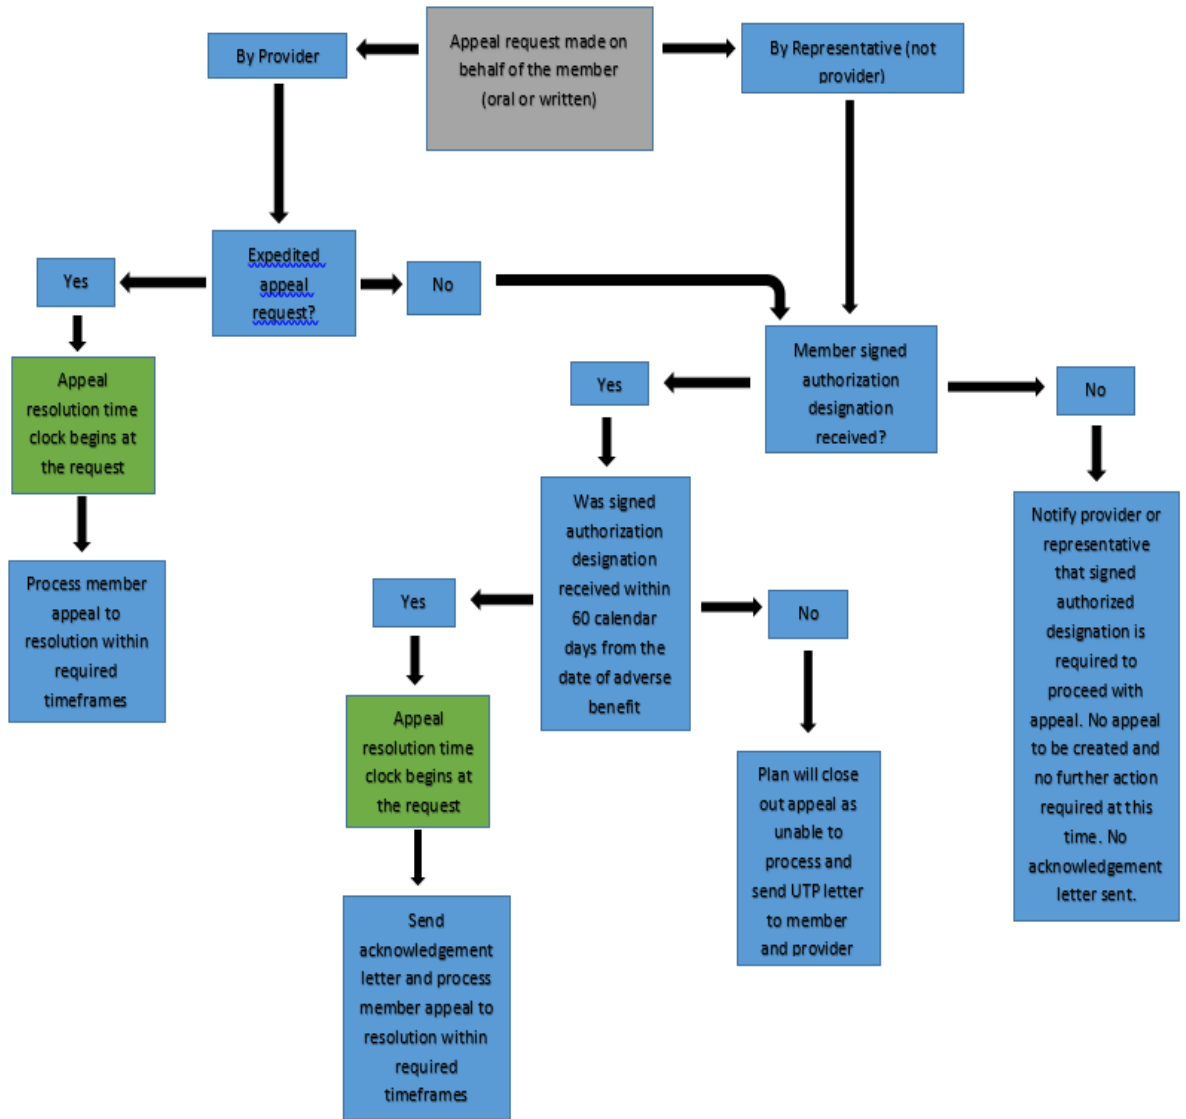 By Provider
Appeal request made on
behalf of the member
(oral or written)
By Representative (not
provider)
Expedited
appeal
request?
Yes
No
Appeal
resolution time
clock begins at
the request
Process member
appeal to
resolution within
required
timeframes
Member signed
authorization
designation
received?
Yes
No
Was signed
authorization
designation
received within
60 calendar
days from the
date of adverse
benefit
Notify provider or
representative
that signed
authorized
designation is
required to
proceed with
appeal. No appeal
to be created and
no further action
required at this
time. No
acknowledgement
letter sent.
Yes
No
Appeal
resolution time
clock begins at
the request
Plan will close
out appeal as
unable to
process and
send UTP letter
to member
and provider
Send
acknowledgement
letter and process
member appeal to
resolution within
required
timeframes